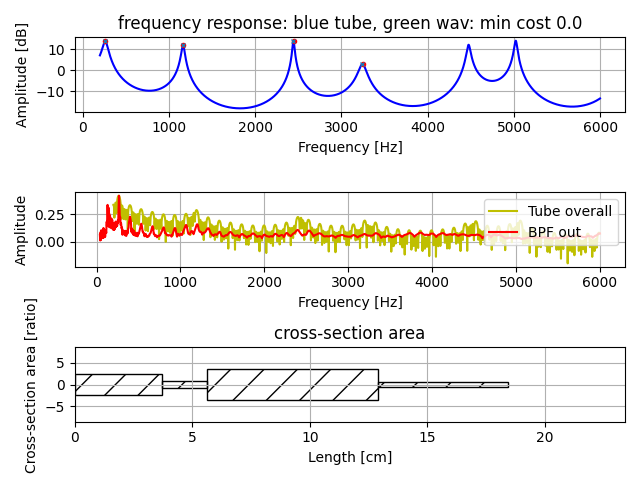 frequency response: blue tube, green wav: min cost 0.0
Amplitude [dB]
10
0
−10
0 1000 2000 3000 4000 5000 6000
Frequency [Hz]
Amplitude
0.25
0.00
Tube overall
BPF out
0 1000 2000 3000 4000 5000 6000
Frequency [Hz]
cross-section area
Cross-section area [ratio]
5
0
−5
0 5 10 15 20
Length [cm]